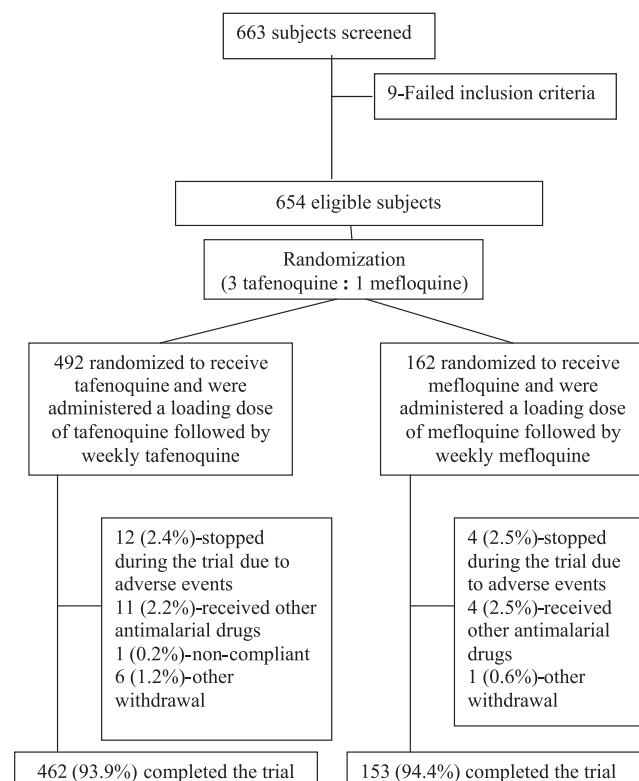 663 subjects screened
9-Failed inclusion criteria
654 eligible subjects
Randomization
(3 tafenoquine : 1 mefloquine)
492 randomized to receive
tafenoquine and were
administered a loading dose
of tafenoquine followed by
weekly tafenoquine
162 randomized to receive
mefloquine and were
administered a loading dose
of mefloquine followed by
weekly mefloquine
12 (2.4%)-stopped
during the trial due to
adverse events
11 (2.2%)-received other
antimalarial drugs
1 (0.2%)-non-compliant
6 (1.2%)-other
withdrawal
4 (2.5%)-stopped
during the trial due
to adverse events
4 (2.5%)-received
other antimalarial
drugs
1 (0.6%)-other
withdrawal
462 (93.9%) completed the trial
153 (94.4%) completed the trial